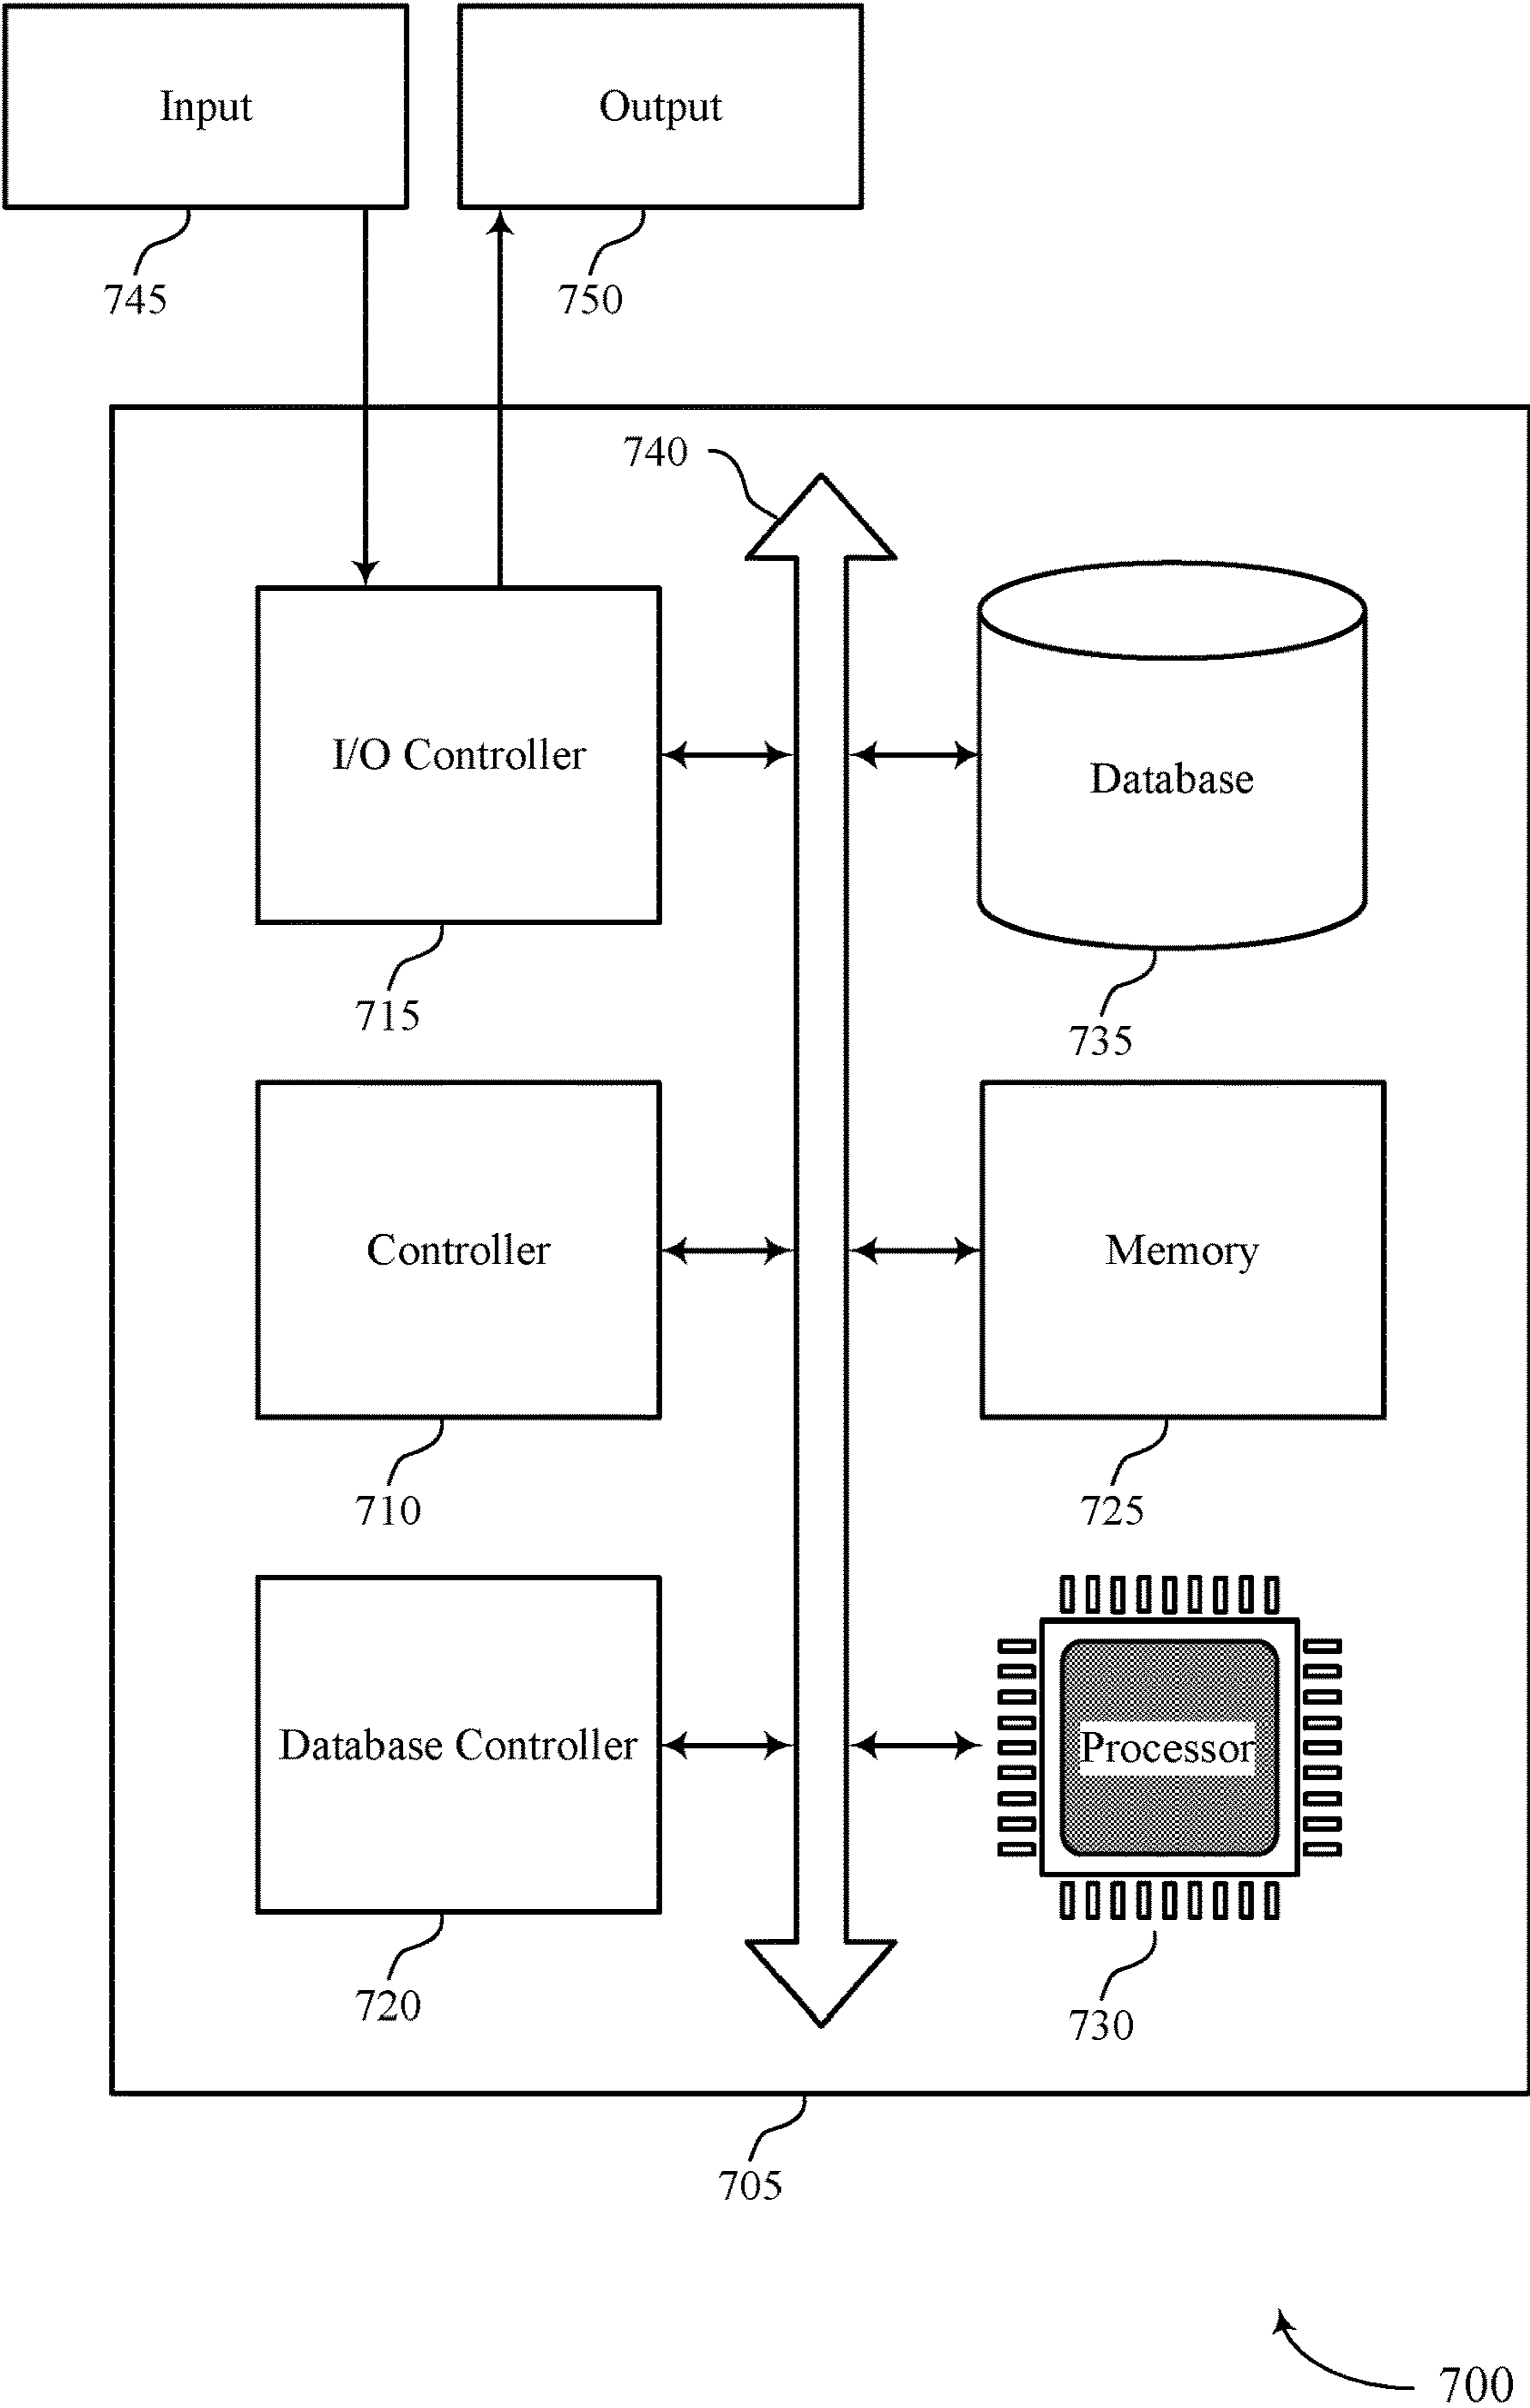 Input
Output
745
750
740
I/O Controller
Database
715
735
Controller
Memory
710
725
Database Controller
Processor
720
730
705
700